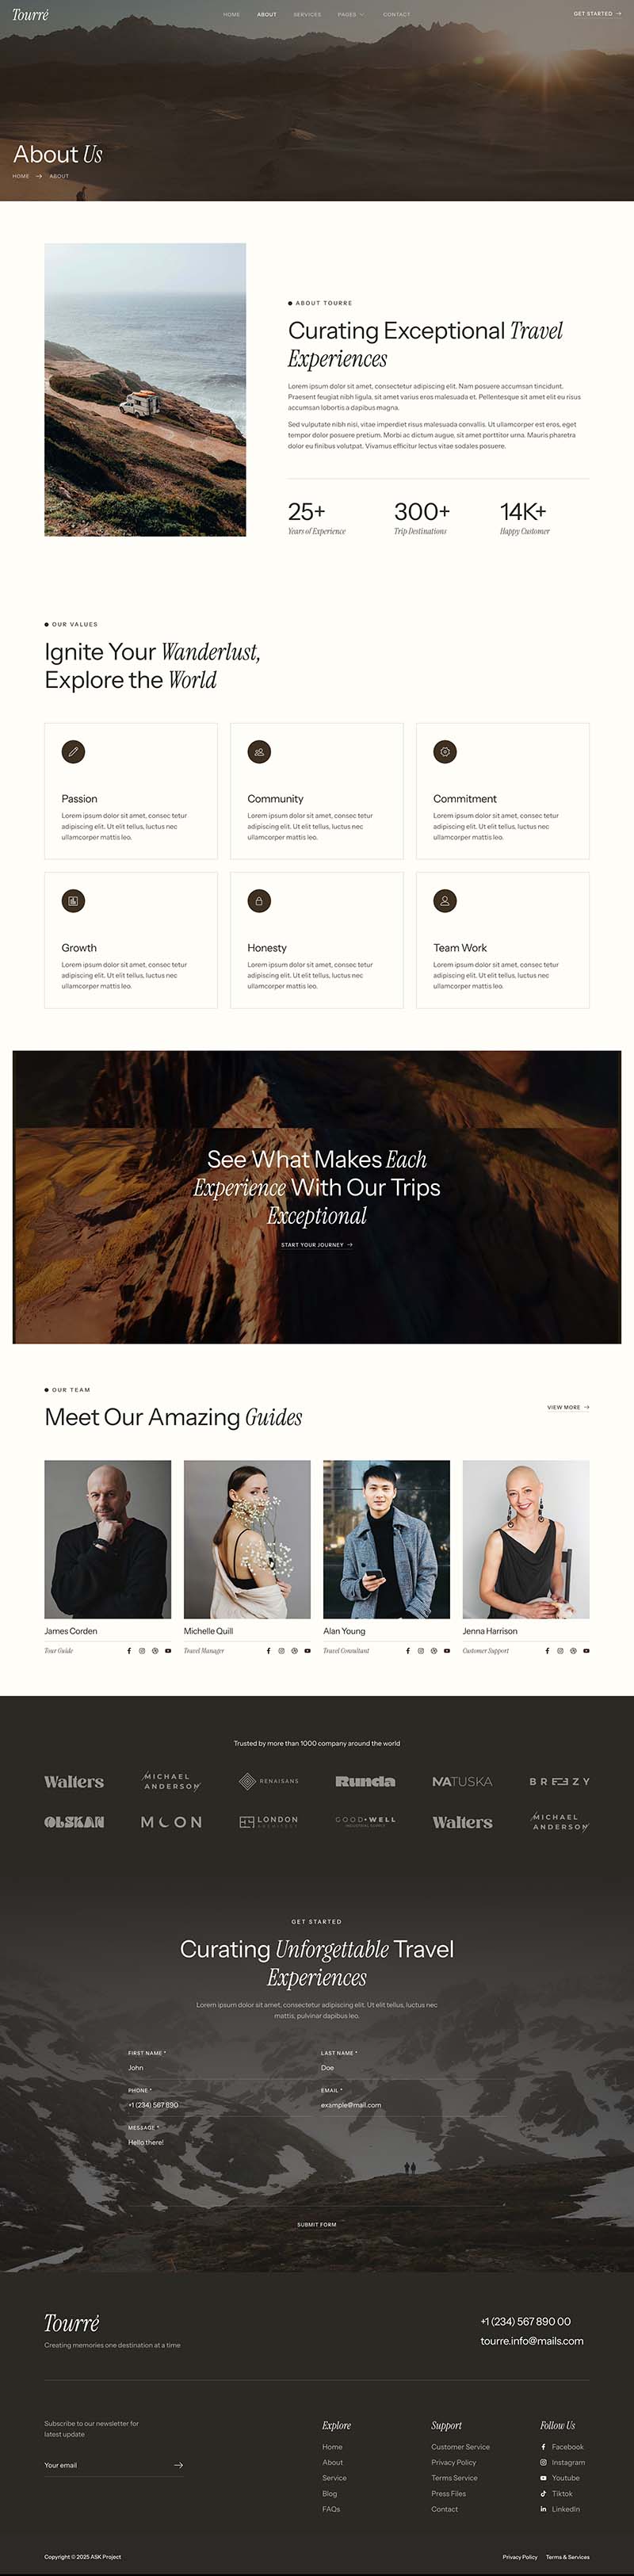 Tourré
HOME ABOUT SERVICES PAGES CONTACT
GET STARTED →
About Us
HOME → ABOUT
ABOUT TOURRE
Curating Exceptional Travel
Experiences
Lorem ipsum dolor sit amet, consectetur adipiscing elit. Nam posuere accumsan tincidunt.
Praesent feugiat nibh ligula, sit amet varius eros malesuada et. Pellentesque sit amet elit eu risus
accumsan lobortis a dapibus magna.
Sed vulputate nibh nisi, vitae imperdiet risus malesuada convallis. Ut ullamcorper est eros, eget
tempor dolor posuere pretium. Morbi ac dictum augue, sit amet porttitor urna. Mauris pharetra
dolor eu finibus volutpat. Vivamus efficitur lectus vitae sodales posuere.
25+ 300+ 14K+
Years of Experience Trip Destinations Happy Customer
OUR VALUES
Ignite Your Wanderlust,
Explore the World
Passion
Lorem ipsum dolor sit amet, consec tetur
adipiscing elit. Ut elit tellus, luctus nec
ullamcorper mattis leo.
Community
Lorem ipsum dolor sit amet, consec tetur
adipiscing elit. Ut elit tellus, luctus nec
ullamcorper mattis leo.
Commitment
Lorem ipsum dolor sit amet, consec tetur
adipiscing elit. Ut elit tellus, luctus nec
ullamcorper mattis leo.
Growth
Lorem ipsum dolor sit amet, consec tetur
adipiscing elit. Ut elit tellus, luctus nec
ullamcorper mattis leo.
Honesty
Lorem ipsum dolor sit amet, consec tetur
adipiscing elit. Ut elit tellus, luctus nec
ullamcorper mattis leo.
Team Work
Lorem ipsum dolor sit amet, consec tetur
adipiscing elit. Ut elit tellus, luctus nec
ullamcorper mattis leo.
See What Makes Each
Experience With Our Trips
Exceptional
START YOUR JOURNEY →
OUR TEAM
Meet Our Amazing Guides
VIEW MORE →
James Corden
Tour Guide
Michelle Quill
Travel Manager
Alan Young
Travel Consultant
Jenna Harrison
Customer Support
Trusted by more than 1000 company around the world
Walters
MICHAEL
ANDERSON
RENAISANS
Runda
NATUSKA
BREEZY
OLSKAN
MOON
LONDON
ARCHITECT
GOOD•WELL
Walters
MICHAEL
ANDERSON
GET STARTED
Curating Unforgettable Travel
Experiences
Lorem ipsum dolor sit amet, consectetur adipiscing elit. Ut elit tellus, luctus nec
mattis, pulvinar dapibus leo.
FIRST NAME * LAST NAME *
John Doe
PHONE * EMAIL *
+1 (234) 567 890 example@mail.com
MESSAGE *
Hello there!
SUBMIT FORM
Tourré
Creating memories one destination at a time
+1 (234) 567 890 00
tourre.info@mails.com
Subscribe to our newsletter for
latest update
Your email →
Explore
Home
About
Service
Blog
FAQs
Support
Customer Service
Privacy Policy
Terms Service
Press Files
Contact
Follow Us
Facebook
Instagram
Youtube
Tiktok
LinkedIn
Copyright © 2025 ASK Project
Privacy Policy Terms & Services